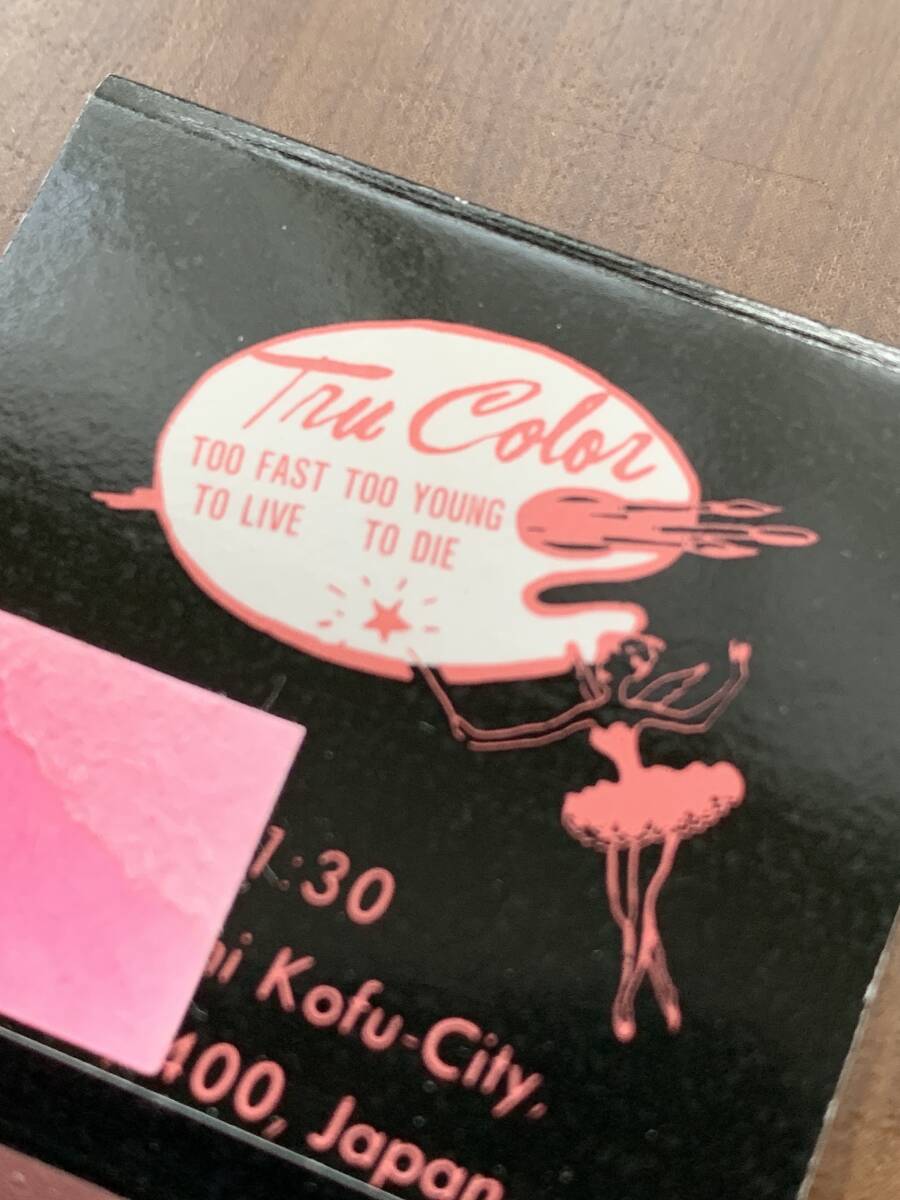 Tru Color
TOO FAST TOO YOUNG
TO LIVE TO DIE
1:30
Kofu-City,
400, Japan